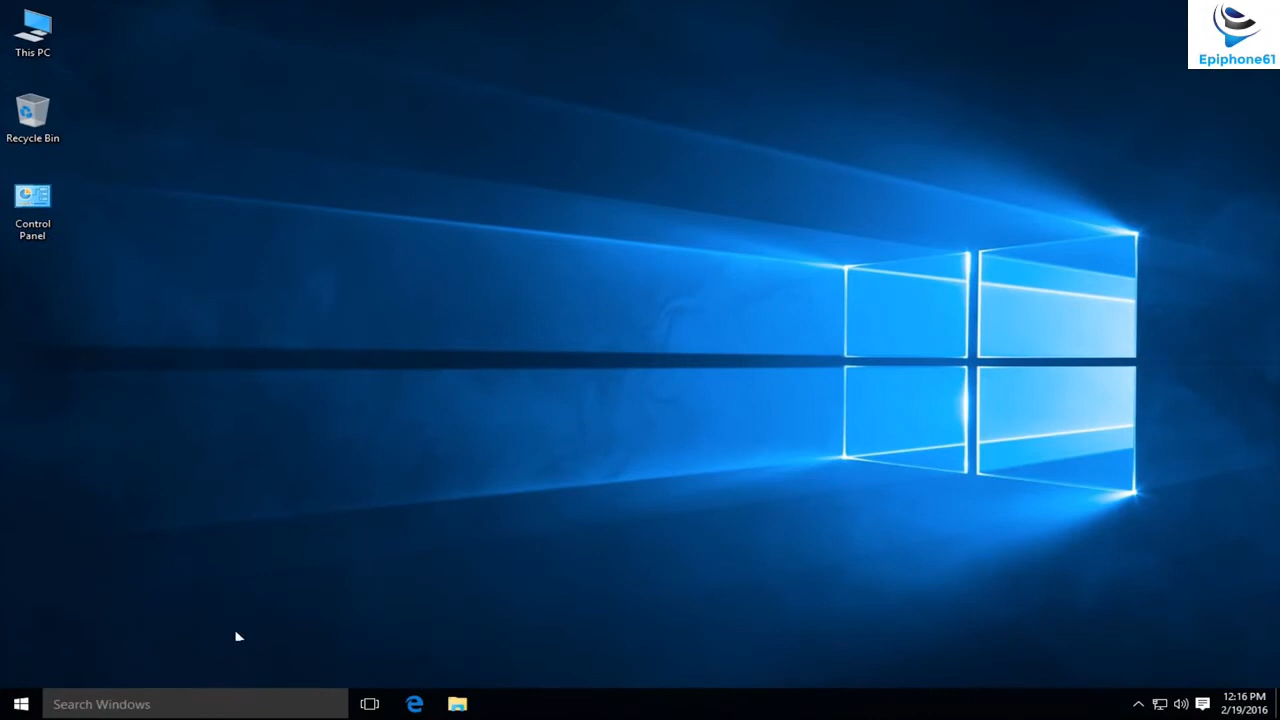 This PC
Epiphone61
Recycle Bin
Control
Panel
Search Windows
12:16 PM
2/19/2016